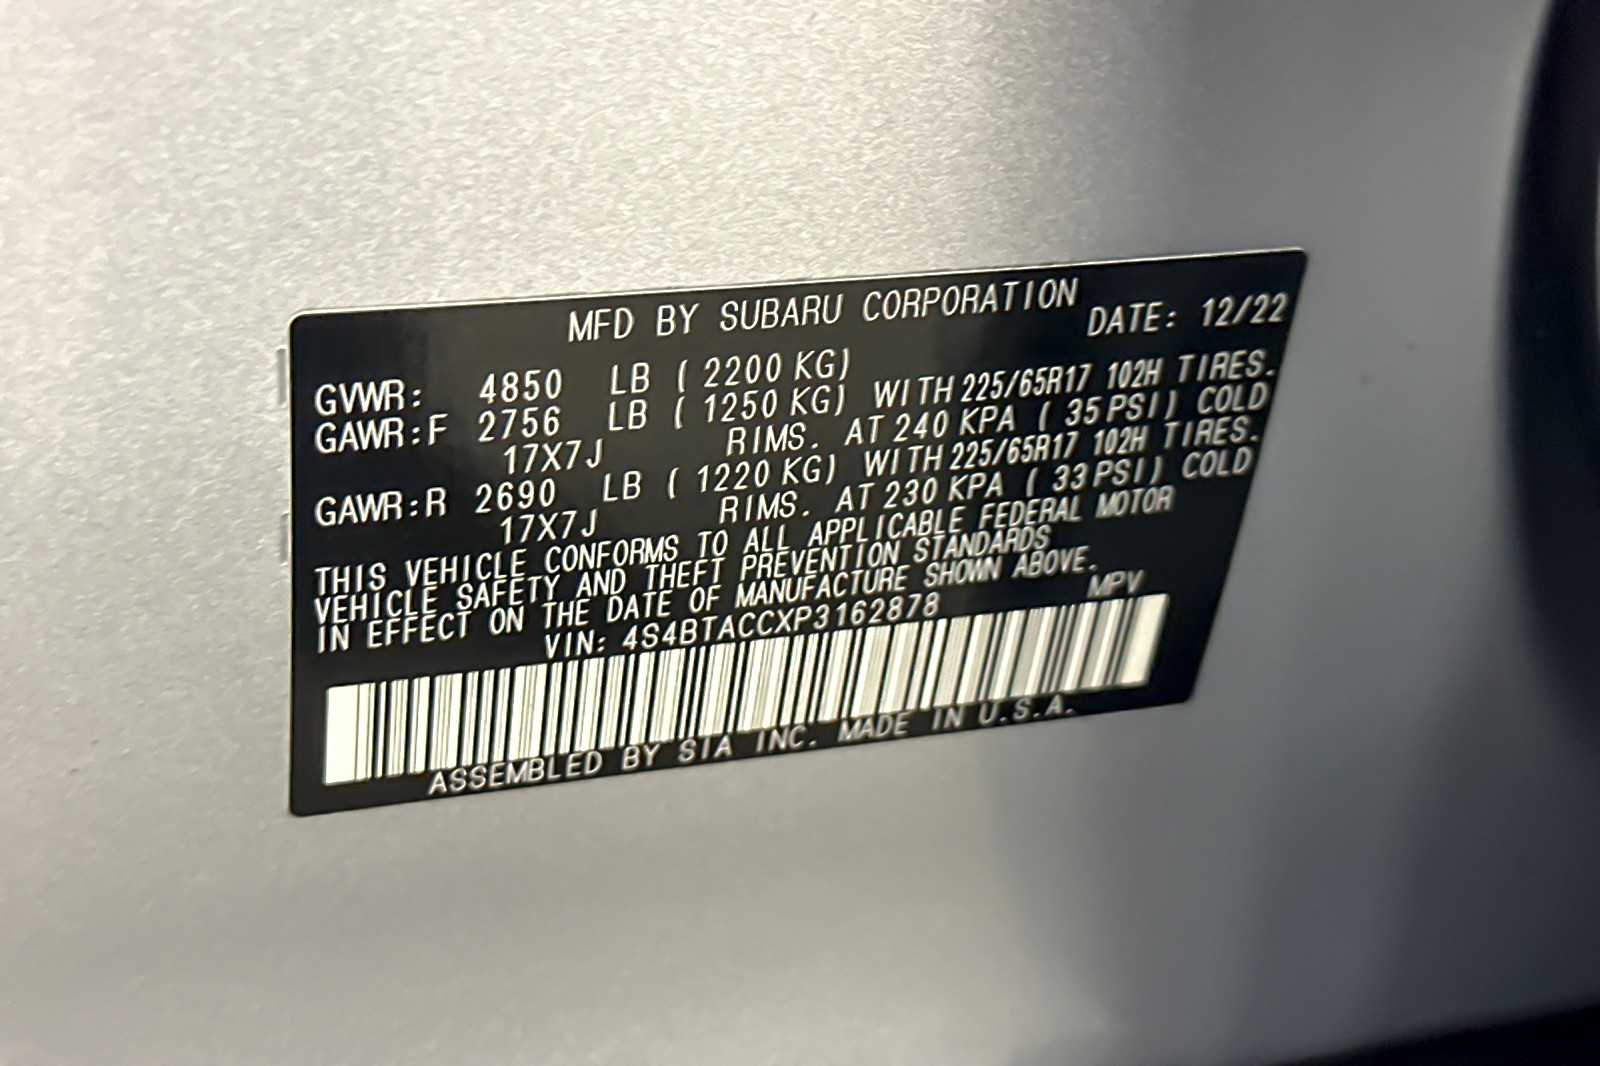 MFD BY SUBARU CORPORATION DATE: 12/22
GVWR: 4850 LB ( 2200 KG)
GAWR:F 2756 LB ( 1250 KG) WITH 225/65R17 102H TIRES.
17X7J RIMS. AT 240 KPA ( 35 PSI) COLD
GAWR:R 2690 LB ( 1220 KG) WITH 225/65R17 102H TIRES.
17X7J RIMS. AT 230 KPA ( 33 PSI) COLD
THIS VEHICLE CONFORMS TO ALL APPLICABLE FEDERAL MOTOR
VEHICLE SAFETY AND THEFT PREVENTION STANDARDS
IN EFFECT ON THE DATE OF MANUFACTURE SHOWN ABOVE.
VIN: 4S4BTACCXP3162878 MPV
ASSEMBLED BY SIA INC. MADE IN U.S.A.